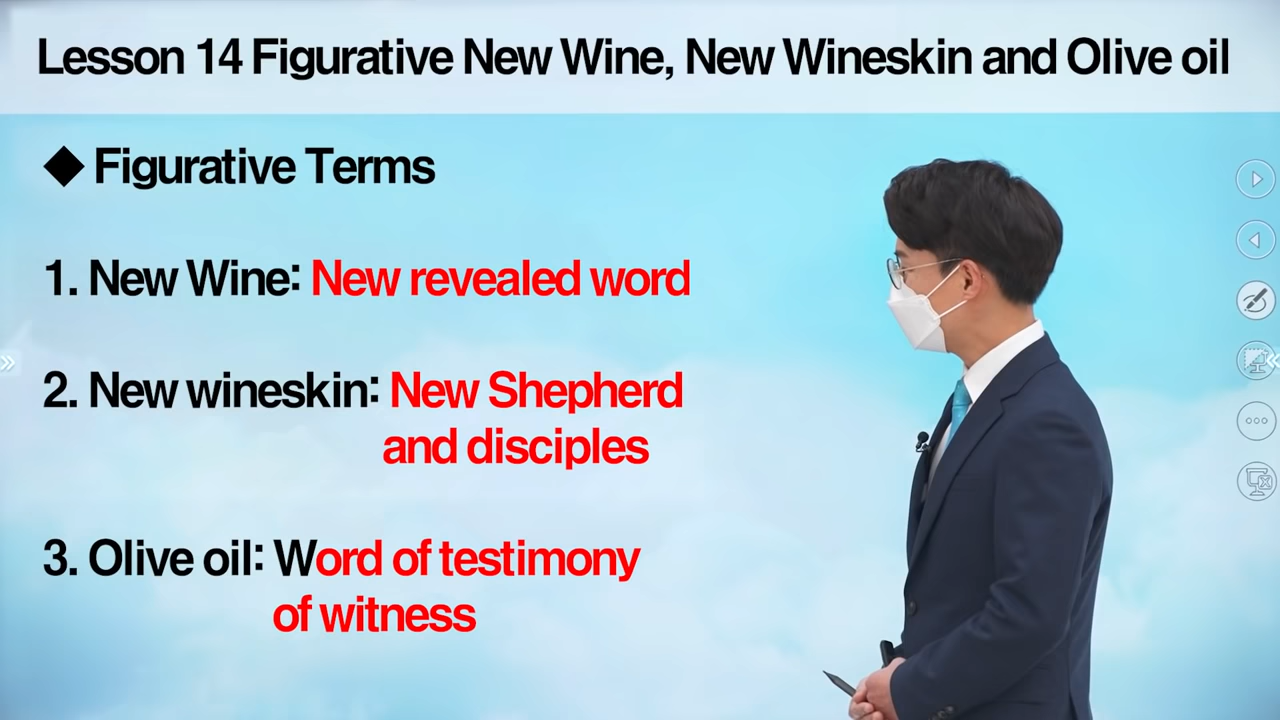 Lesson 14 Figurative New Wine, New Wineskin and Olive oil
◆ Figurative Terms
1. New Wine: New revealed word
2. New wineskin: New Shepherd
and disciples
3. Olive oil: Word of testimony
of witness